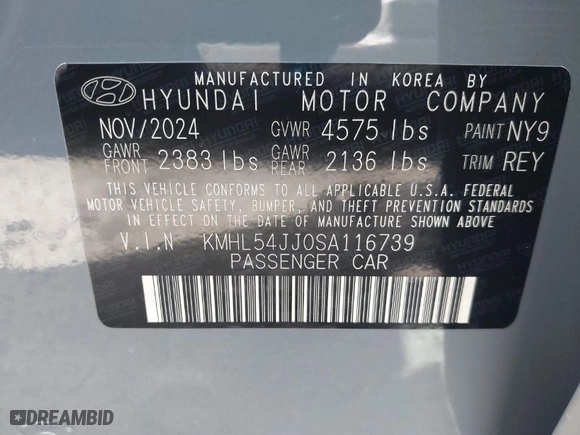 MANUFACTURED IN KOREA BY
HYUNDAI MOTOR COMPANY
NOV/2024 GVWR 4575 lbs PAINT NY9
GAWR FRONT 2383 lbs GAWR REAR 2136 lbs TRIM REY
THIS VEHICLE CONFORMS TO ALL APPLICABLE U.S.A. FEDERAL
MOTOR VEHICLE SAFETY, BUMPER, AND THEFT PREVENTION STANDARDS
IN EFFECT ON THE DATE OF MANUFACTURE SHOWN ABOVE.
V.I.N KMHL54JJ0SA116739
PASSENGER CAR
DREAMBID